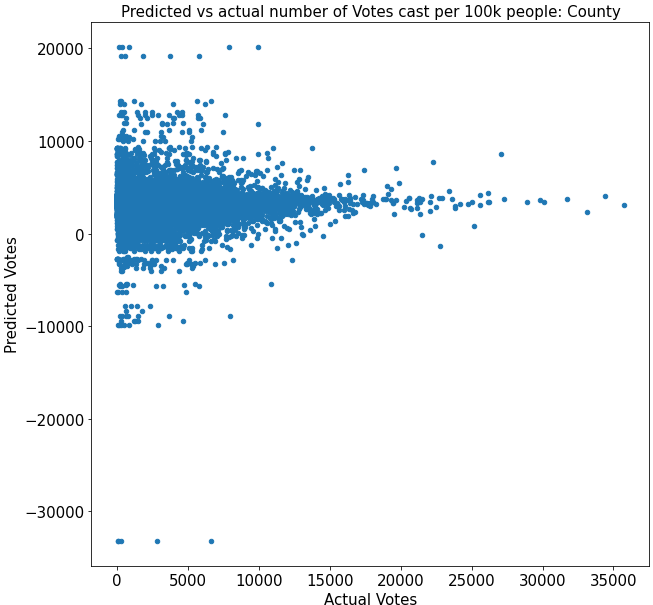 Predicted vs actual number of Votes cast per 100k people: County
20000
10000
0
−10000
−20000
−30000
Predicted Votes
0 5000 10000 15000 20000 25000 30000 35000
Actual Votes